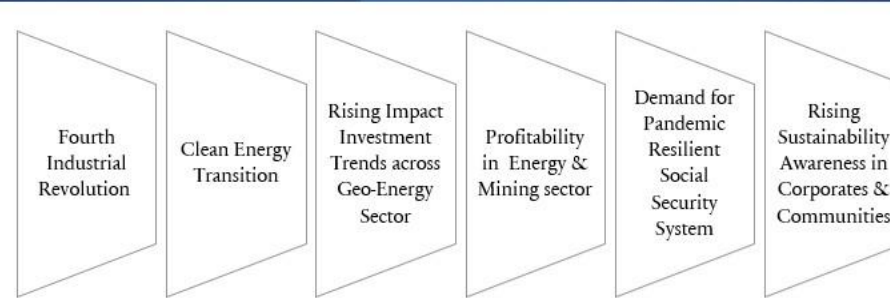 Fourth
Industrial
Revolution
Clean Energy
Transition
Rising Impact
Investment
Trends across
Geo-Energy
Sector
Profitability
in Energy &
Mining sector
Demand for
Pandemic
Resilient
Social
Security
System
Rising
Sustainability
Awareness in
Corporates &
Communities